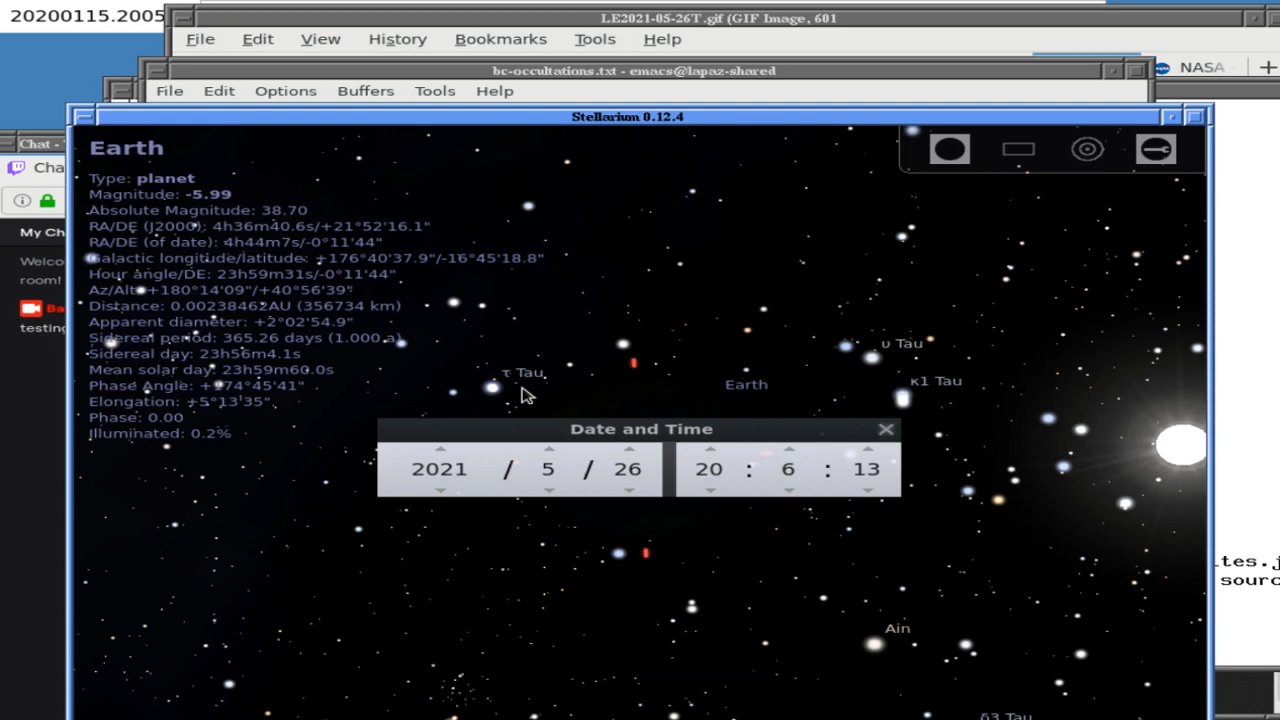 20200115.2005
LE2021-05-26T.gif (GIF Image, 601
File Edit View History Bookmarks Tools Help
NASA
bc-occultations.txt - emacs@lapaz-shared
File Edit Options Buffers Tools Help
Stellarium 0.12.4
Chat -
Cha
My Ch
Welco
room!
Ba
testing
Earth
Type: planet
Magnitude: -5.99
Absolute Magnitude: 38.70
RA/DE (J2000): 4h36m40.6s/+21°52'16.1"
RA/DE (of date): 4h44m7s/-0°11'44"
Galactic longitude/latitude: +176°40'37.9"/-16°45'18.8"
Hour angle/DE: 23h59m31s/-0°11'44"
Az/Alt: +180°14'09"/+40°56'39"
Distance: 0.00238462AU (356734 km)
Apparent diameter: +2°02'54.9"
Sidereal period: 365.26 days (1.000 a)
Sidereal day: 23h56m4.1s
Mean solar day: 23h59m60.0s
Phase Angle: +174°45'41"
Elongation: +5°13'35"
Phase: 0.00
Illuminated: 0.2%
υ Tau
τ Tau
Earth
κ1 Tau
Date and Time
2021 / 5 / 26 20 : 6 : 13
Ain
δ3 Tau
tes.j
sourc